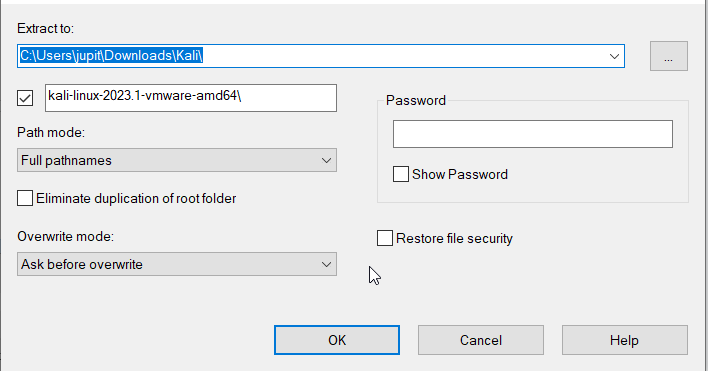 Extract to:
C:\Users\jupit\Downloads\Kali\
...
kali-linux-2023.1-vmware-amd64\
Password
Path mode:
Full pathnames
Show Password
Eliminate duplication of root folder
Overwrite mode:
Restore file security
Ask before overwrite
OK
Cancel
Help